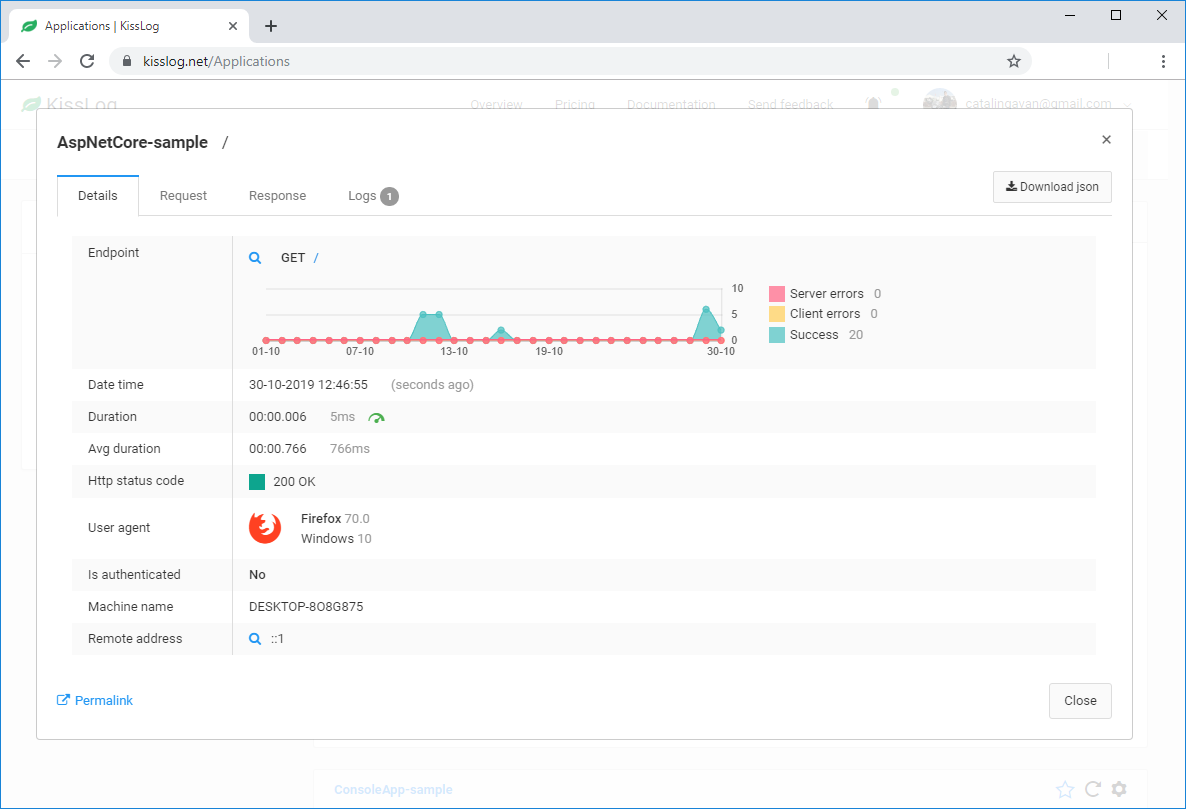 Applications | KissLog
kisslog.net/Applications
KissLog
Overview Pricing Documentation Send feedback catalingavan@gmail.com
AspNetCore-sample /
Details Request Response Logs 1
Download json
Endpoint
GET /
10
5
0
01-10 07-10 13-10 19-10 30-10
Server errors 0
Client errors 0
Success 20
Date time 30-10-2019 12:46:55 (seconds ago)
Duration 00:00.006 5ms
Avg duration 00:00.766 766ms
Http status code 200 OK
User agent
Firefox 70.0
Windows 10
Is authenticated No
Machine name DESKTOP-8O8G875
Remote address ::1
Permalink
Close
ConsoleApp-sample